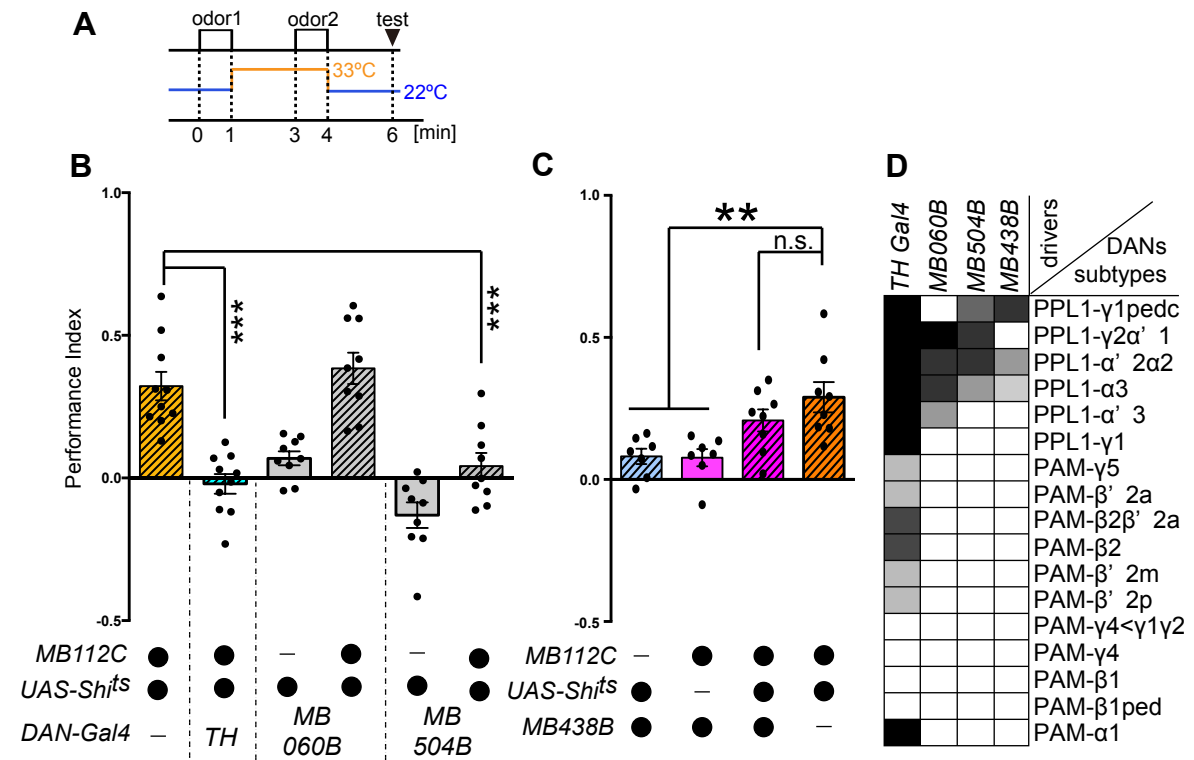 A
odor1 odor2 test
33ºC
22ºC
0 1 3 4 6 [min]
B
Performance Index
1.0
0.5
0.0
-0.5
***
***
MB112C
UAS-Shits
DAN-Gal4
– – –
– TH MB 060B MB 504B
C
1.0
0.5
0.0
-0.5
**
n.s.
MB112C –
UAS-Shits –
MB438B –
D
TH Gal4
MB060B
MB504B
MB438B
drivers
DANs
subtypes
PPL1-γ1pedc
PPL1-γ2α’ 1
PPL1-α’ 2α2
PPL1-α3
PPL1-α’ 3
PPL1-γ1
PAM-γ5
PAM-β’ 2a
PAM-β2β’ 2a
PAM-β2
PAM-β’ 2m
PAM-β’ 2p
PAM-γ4<γ1γ2
PAM-γ4
PAM-β1
PAM-β1ped
PAM-α1